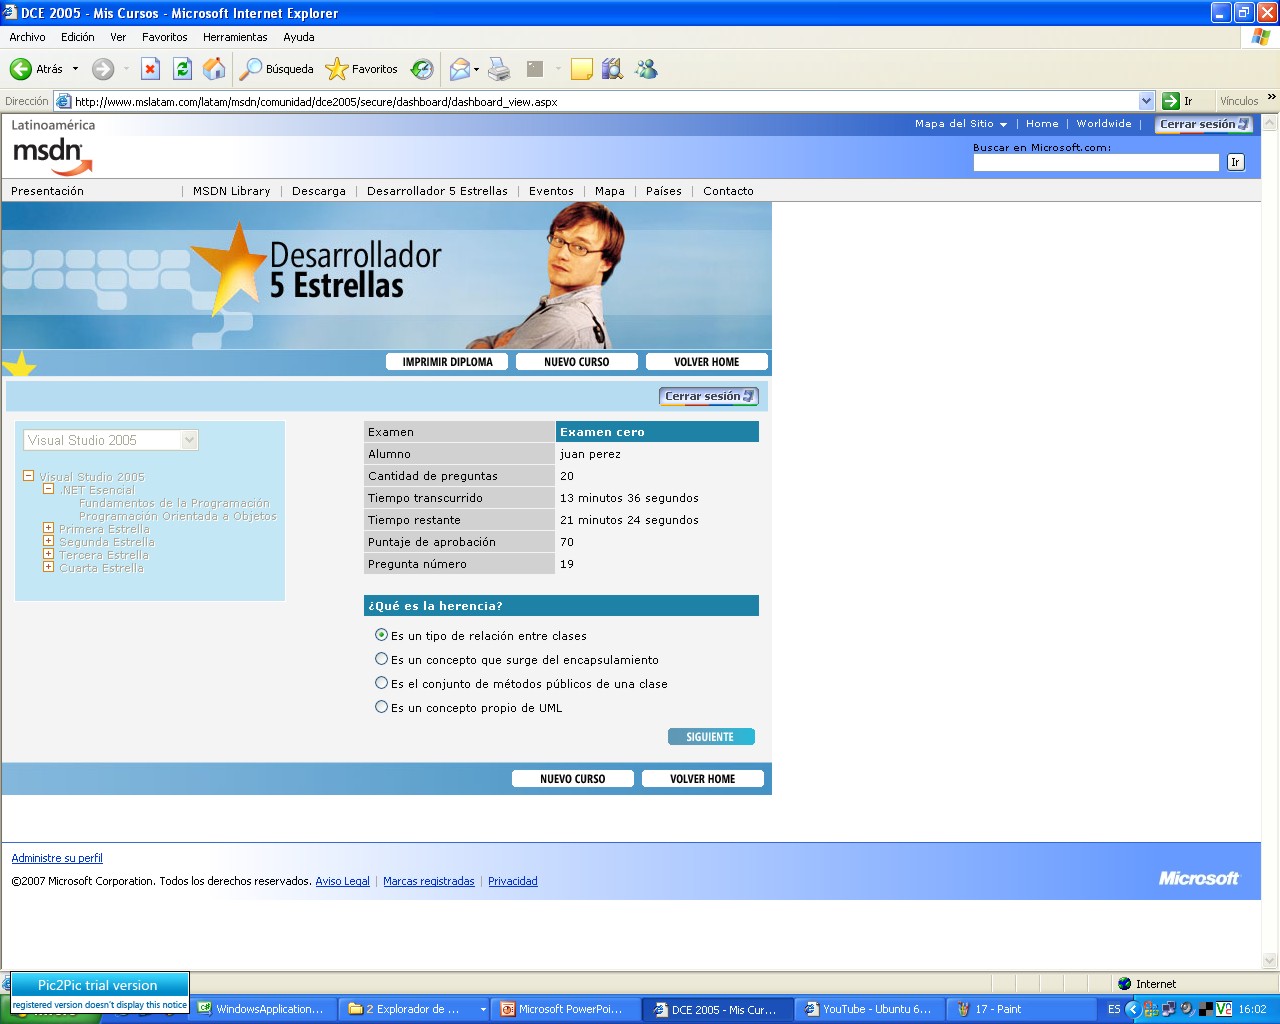 DCE 2005 - Mis Cursos - Microsoft Internet Explorer
Archivo Edición Ver Favoritos Herramientas Ayuda
Atrás Búsqueda Favoritos
Dirección http://www.mslatam.com/latam/msdn/comunidad/dce2005/secure/dashboard/dashboard_view.aspx Ir Vínculos »
Latinoamérica Mapa del Sitio | Home | Worldwide | Cerrar sesión
msdn
Buscar en Microsoft.com:
Ir
Presentación | MSDN Library | Descarga | Desarrollador 5 Estrellas | Eventos | Mapa | Países | Contacto
Desarrollador
5 Estrellas
IMPRIMIR DIPLOMA NUEVO CURSO VOLVER HOME
Cerrar sesión
Visual Studio 2005
Visual Studio 2005
.NET Esencial
Fundamentos de la Programación
Programación Orientada a Objetos
Primera Estrella
Segunda Estrella
Tercera Estrella
Cuarta Estrella
Examen Examen cero
Alumno juan perez
Cantidad de preguntas 20
Tiempo transcurrido 13 minutos 36 segundos
Tiempo restante 21 minutos 24 segundos
Puntaje de aprobación 70
Pregunta número 19
¿Qué es la herencia?
Es un tipo de relación entre clases
Es un concepto que surge del encapsulamiento
Es el conjunto de métodos públicos de una clase
Es un concepto propio de UML
SIGUIENTE
NUEVO CURSO VOLVER HOME
Administre su perfil
©2007 Microsoft Corporation. Todos los derechos reservados. Aviso Legal | Marcas registradas | Privacidad
Microsoft
Internet
Pic2Pic trial version
registered version doesn't display this notice
WindowsApplication... 2 Explorador de ... Microsoft PowerPoi... DCE 2005 - Mis Cur... YouTube - Ubuntu 6... 17 - Paint ES 16:02